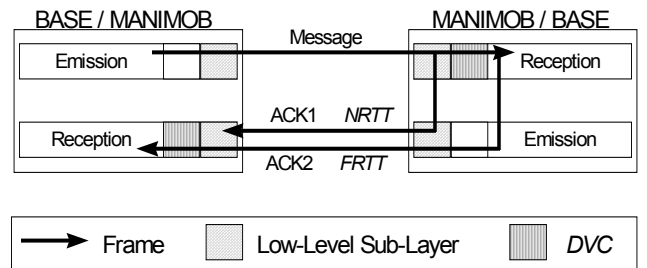 BASE / MANIMOB
MANIMOB / BASE
Message
Emission
Reception
ACK1 NRTT
Reception
Emission
ACK2 FRTT
Frame
Low-Level Sub-Layer
DVC